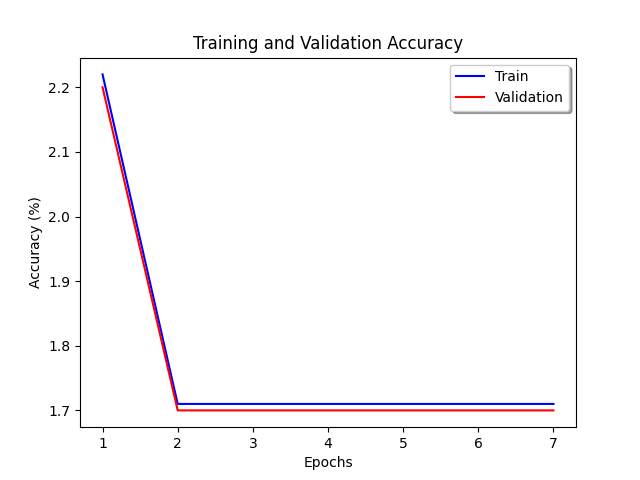 Training and Validation Accuracy
Train
Validation
2.2
2.1
2.0
1.9
1.8
1.7
Accuracy (%)
1
2
3
4
5
6
7
Epochs